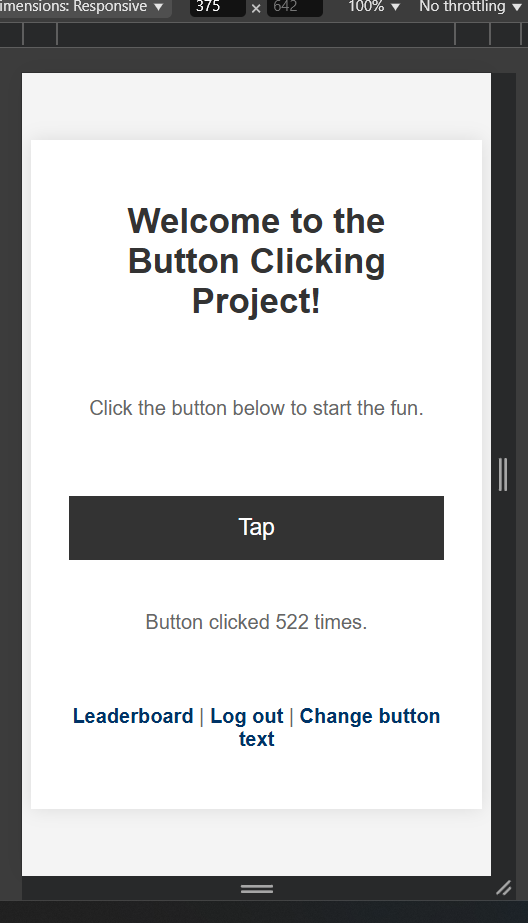 imensions: Responsive ▼ 375 × 642 100% ▼ No throttling ▼
Welcome to the
Button Clicking
Project!
Click the button below to start the fun.
Tap
Button clicked 522 times.
Leaderboard | Log out | Change button
text